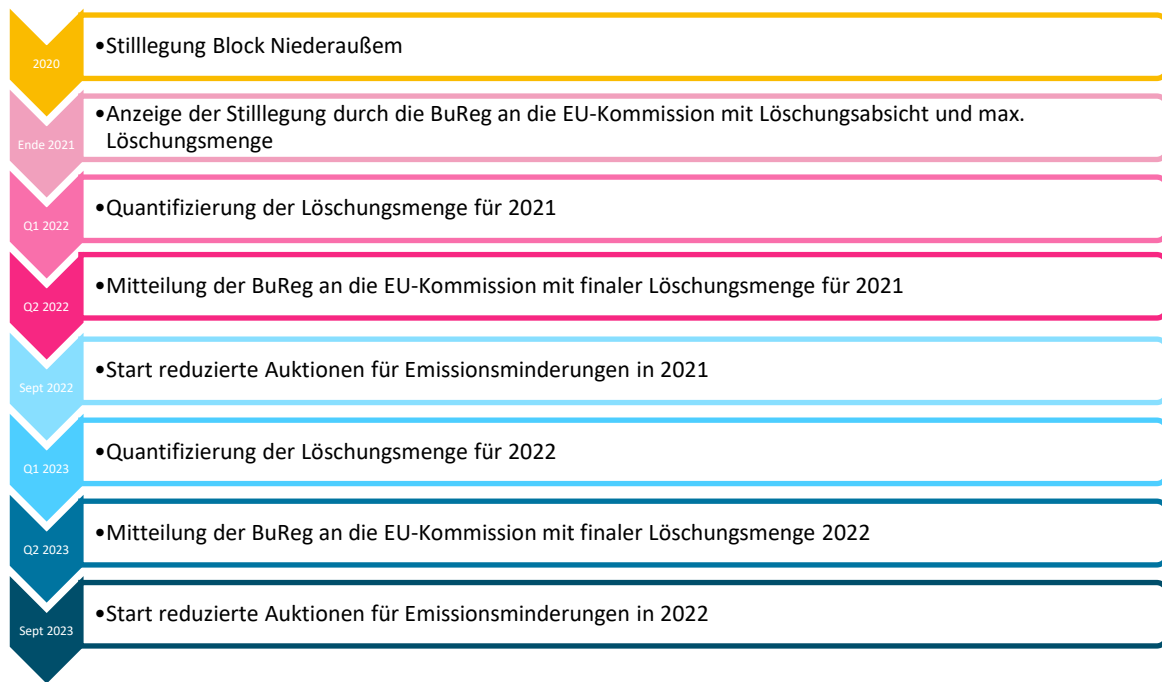 2020
•Stilllegung Block Niederaußem
Ende 2021
•Anzeige der Stilllegung durch die BuReg an die EU-Kommission mit Löschungsabsicht und max.
Löschungsmenge
Q1 2022
•Quantifizierung der Löschungsmenge für 2021
Q2 2022
•Mitteilung der BuReg an die EU-Kommission mit finaler Löschungsmenge für 2021
Sept 2022
•Start reduzierte Auktionen für Emissionsminderungen in 2021
Q1 2023
•Quantifizierung der Löschungsmenge für 2022
Q2 2023
•Mitteilung der BuReg an die EU-Kommission mit finaler Löschungsmenge 2022
Sept 2023
•Start reduzierte Auktionen für Emissionsminderungen in 2022